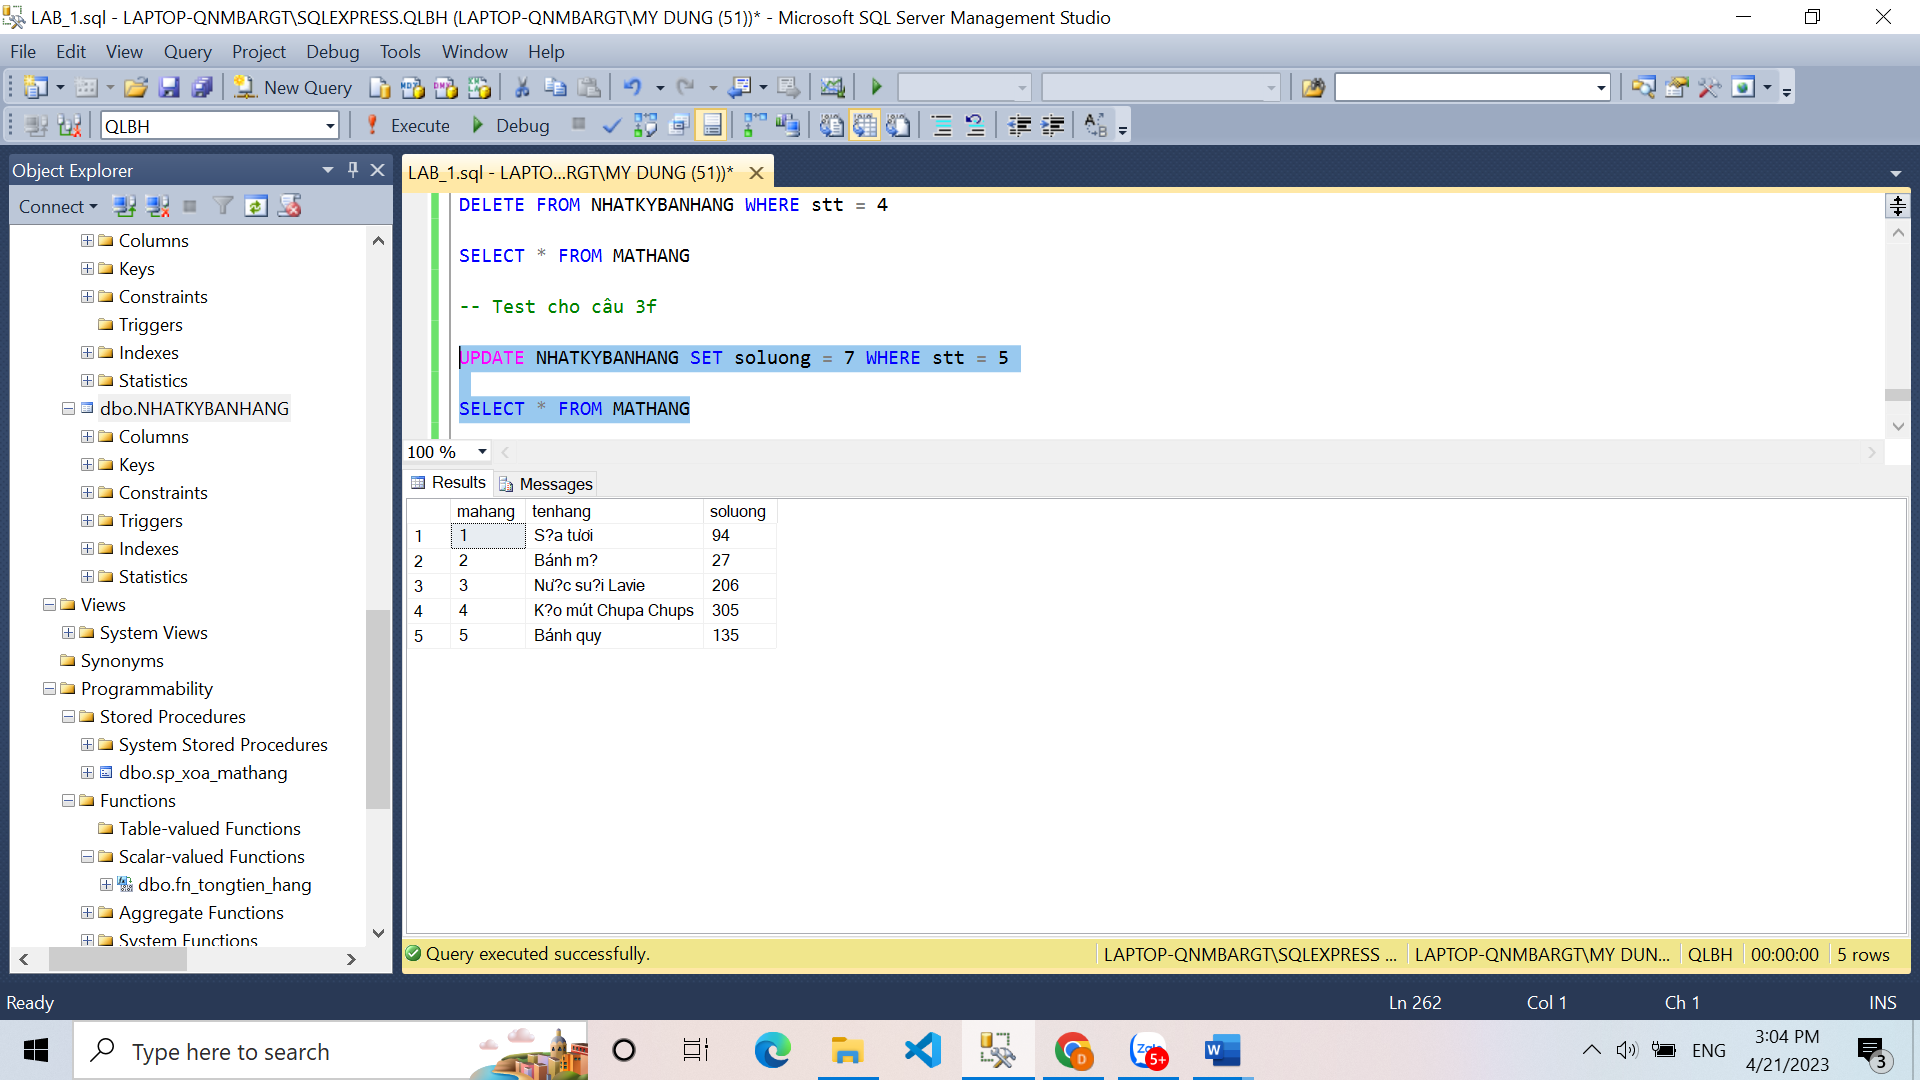 LAB_1.sql - LAPTOP-QNMBARGT\SQLEXPRESS.QLBH (LAPTOP-QNMBARGT\MY DUNG (51))* - Microsoft SQL Server Management Studio
File Edit View Query Project Debug Tools Window Help
New Query
QLBH Execute Debug
Object Explorer
Connect
Columns
Keys
Constraints
Triggers
Indexes
Statistics
dbo.NHATKYBANHANG
Columns
Keys
Constraints
Triggers
Indexes
Statistics
Views
System Views
Synonyms
Programmability
Stored Procedures
System Stored Procedures
dbo.sp_xoa_mathang
Functions
Table-valued Functions
Scalar-valued Functions
dbo.fn_tongtien_hang
Aggregate Functions
System Functions
LAB_1.sql - LAPTO...RGT\MY DUNG (51))*
DELETE FROM NHATKYBANHANG WHERE stt = 4
SELECT * FROM MATHANG
-- Test cho câu 3f
UPDATE NHATKYBANHANG SET soluong = 7 WHERE stt = 5
SELECT * FROM MATHANG
100 %
Results Messages
mahang tenhang soluong
1 1 S?a tươi 94
2 2 Bánh m? 27
3 3 Nư?c su?i Lavie 206
4 4 K?o mút Chupa Chups 305
5 5 Bánh quy 135
Query executed successfully. LAPTOP-QNMBARGT\SQLEXPRESS ... LAPTOP-QNMBARGT\MY DUN... QLBH 00:00:00 5 rows
Ready Ln 262 Col 1 Ch 1 INS
Type here to search
D
Zalo 5+
W
ENG
3:04 PM
4/21/2023
3